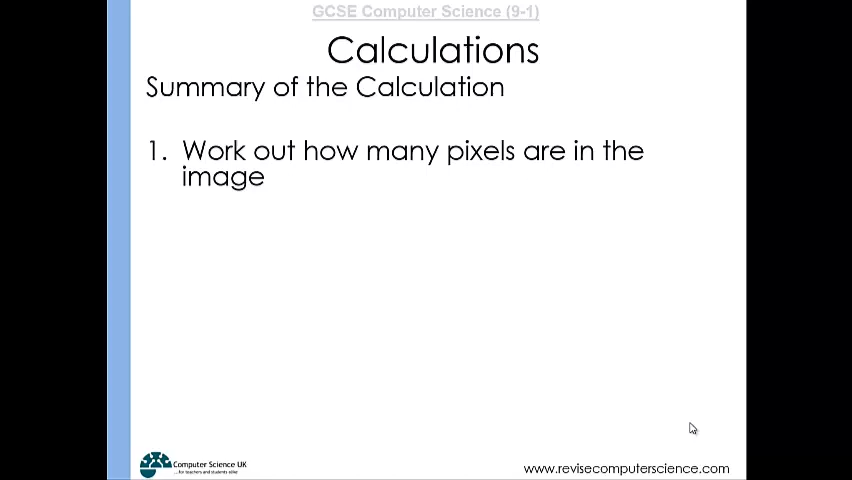 GCSE Computer Science (9-1)
Calculations
Summary of the Calculation
1. Work out how many pixels are in the
image
Computer Science UK
...for teachers and students alike
www.revisecomputerscience.com